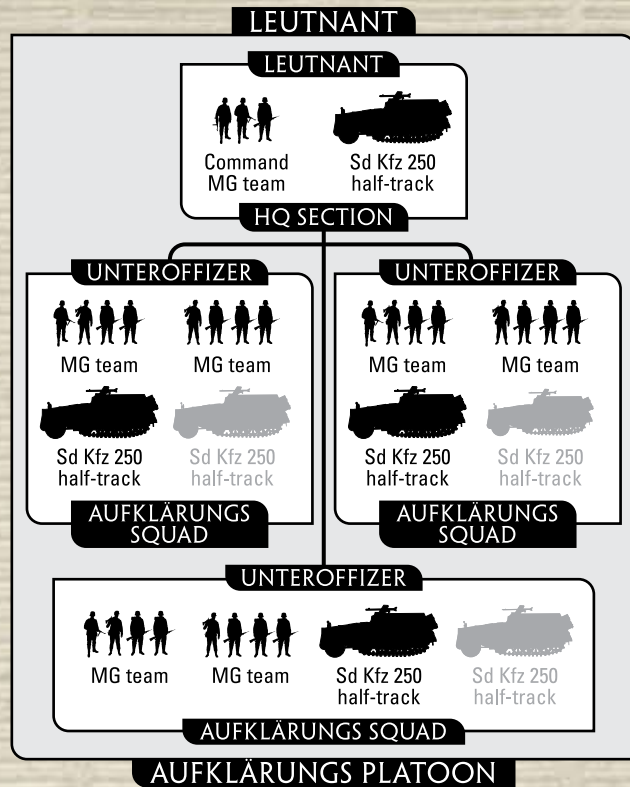 LEUTNANT
LEUTNANT
Command
MG team
Sd Kfz 250
half-track
HQ SECTION
UNTEROFFIZER
MG team
MG team
Sd Kfz 250
half-track
Sd Kfz 250
half-track
AUFKLÄRUNGS
SQUAD
UNTEROFFIZER
MG team
MG team
Sd Kfz 250
half-track
Sd Kfz 250
half-track
AUFKLÄRUNGS
SQUAD
UNTEROFFIZER
MG team
MG team
Sd Kfz 250
half-track
Sd Kfz 250
half-track
AUFKLÄRUNGS SQUAD
AUFKLÄRUNGS PLATOON